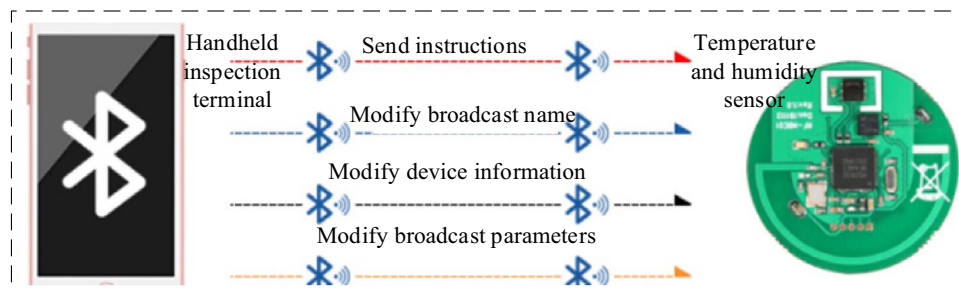 Handheld
inspection
terminal
Send instructions
Modify broadcast name
Modify device information
Modify broadcast parameters
Temperature
and humidity
sensor